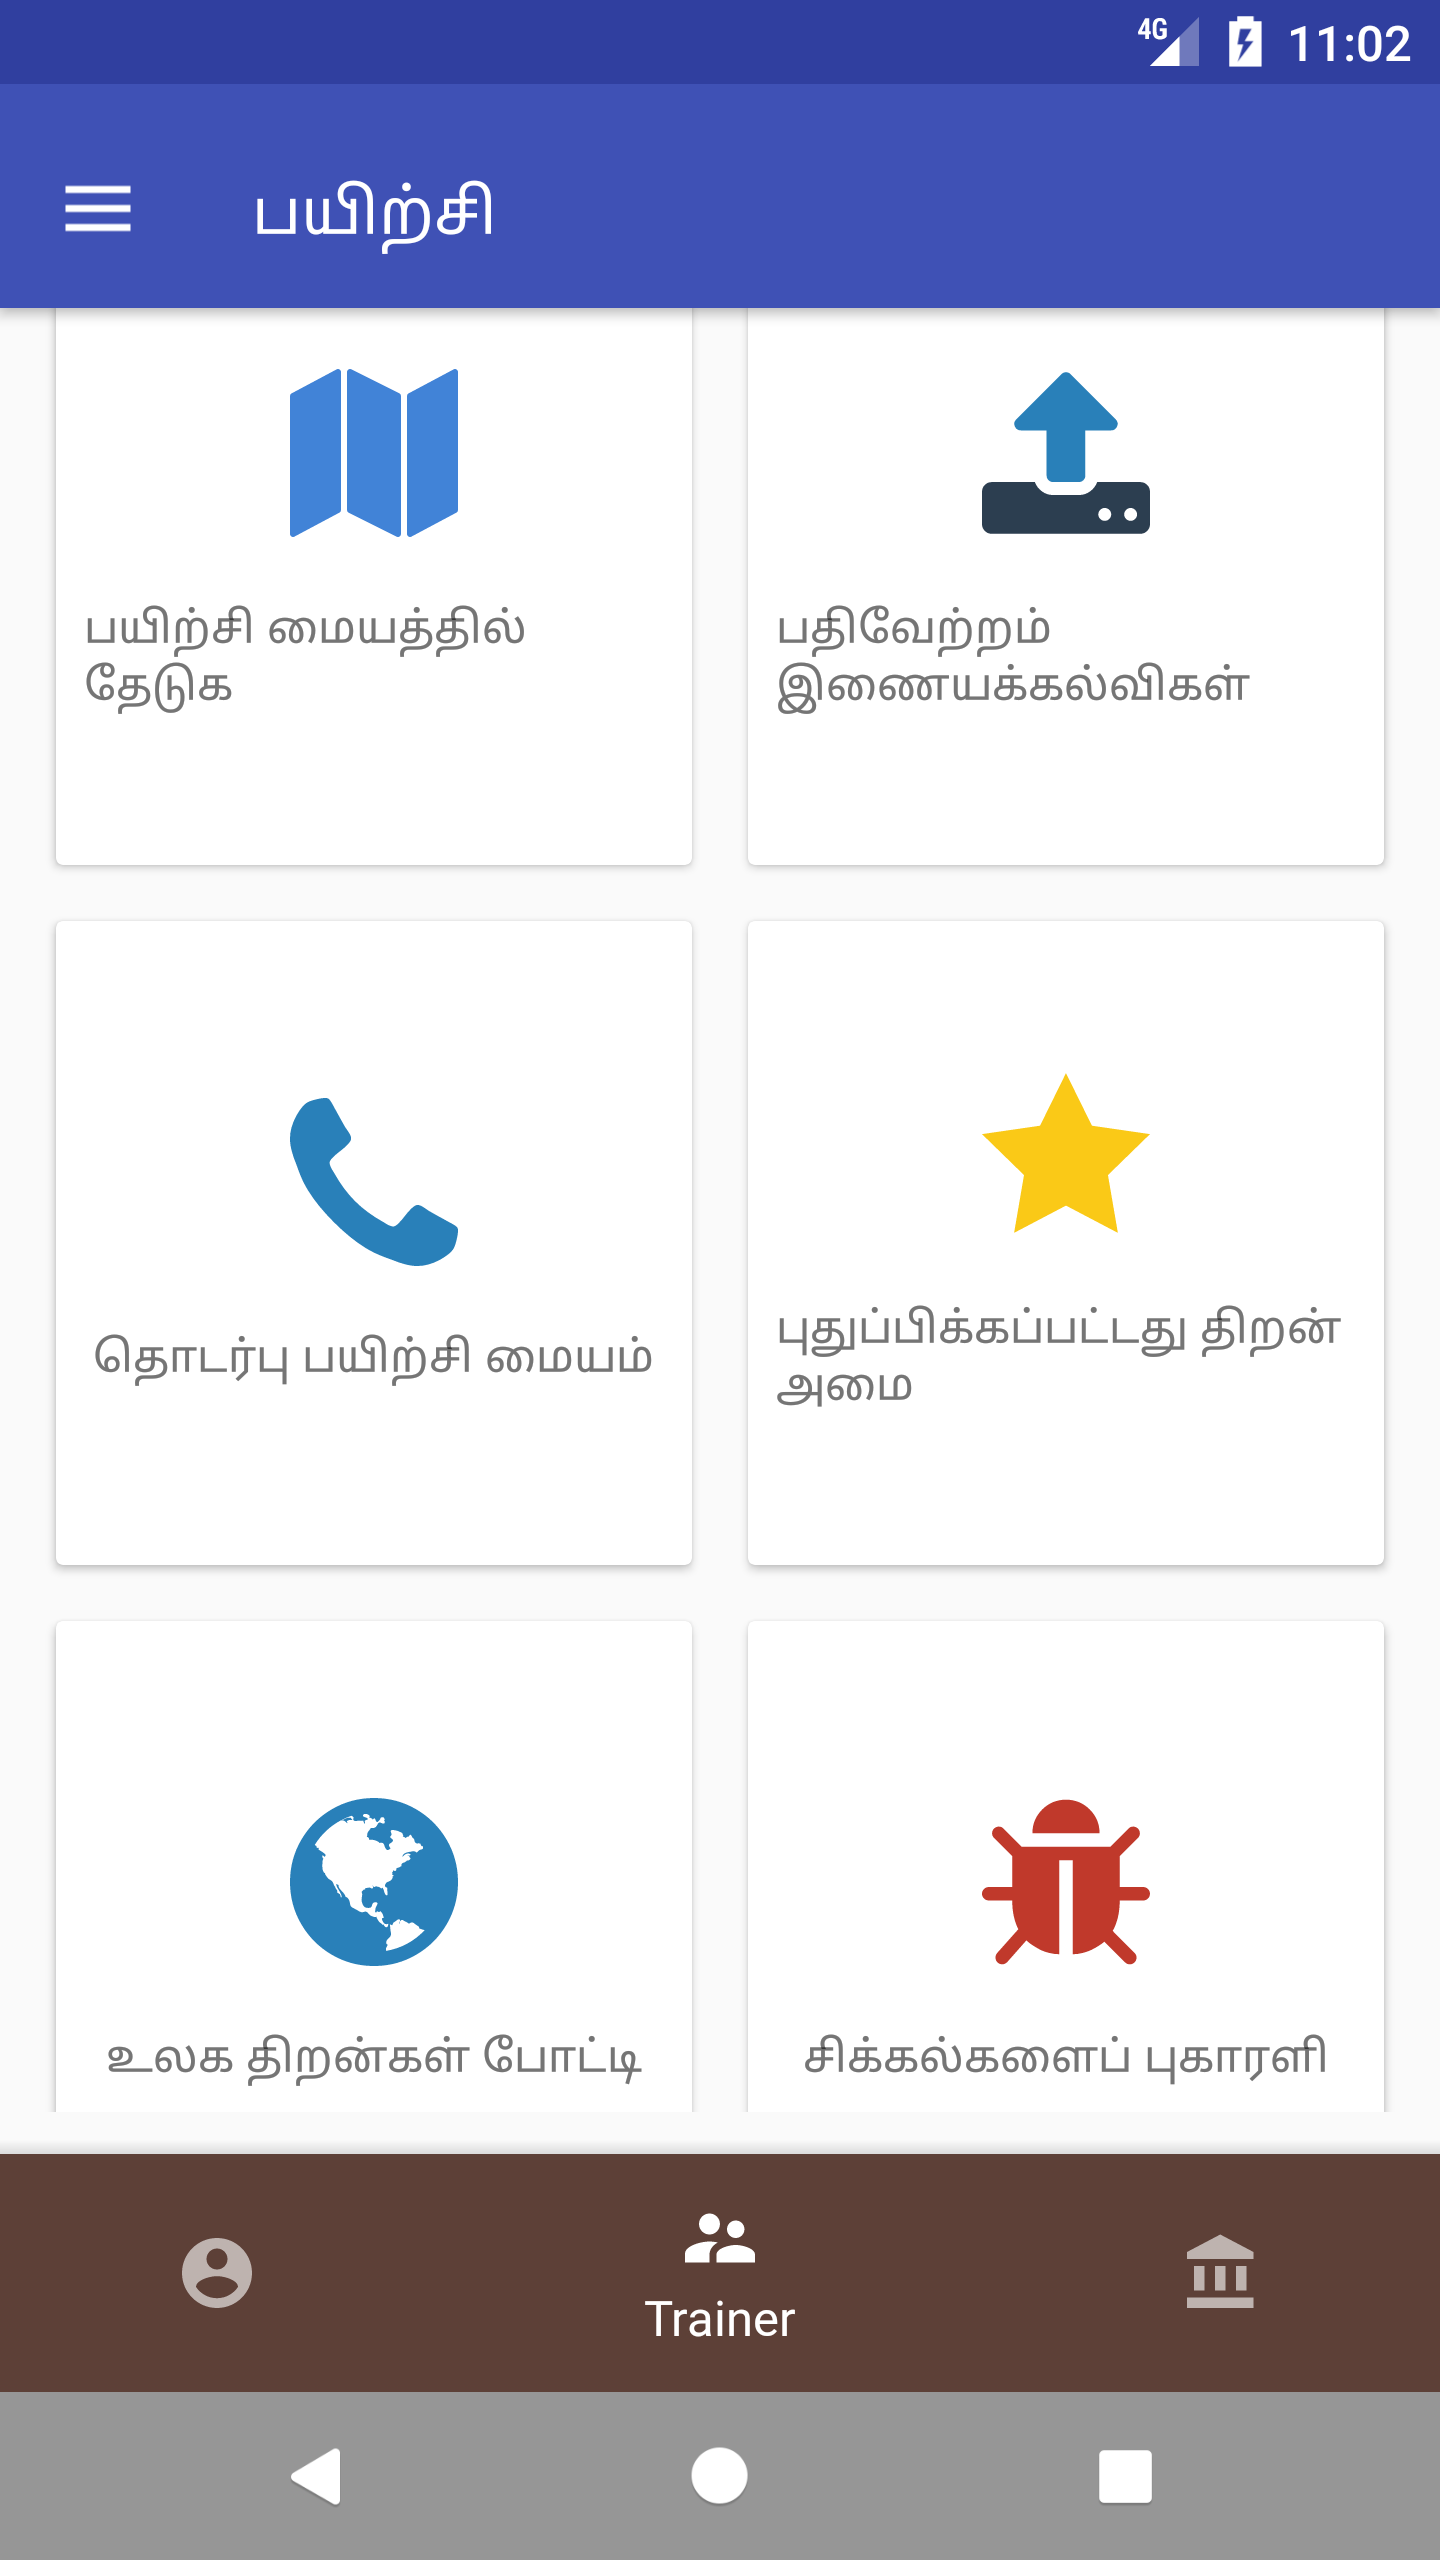 4G 11:02
பயிற்சி
பயிற்சி மையத்தில்
தேடுக
பதிவேற்றம்
இணையக்கல்விகள்
தொடர்பு பயிற்சி மையம்
புதுப்பிக்கப்பட்டது திறன்
அமை
உலக திறன்கள் போட்டி
சிக்கல்களைப் புகாரளி
Trainer